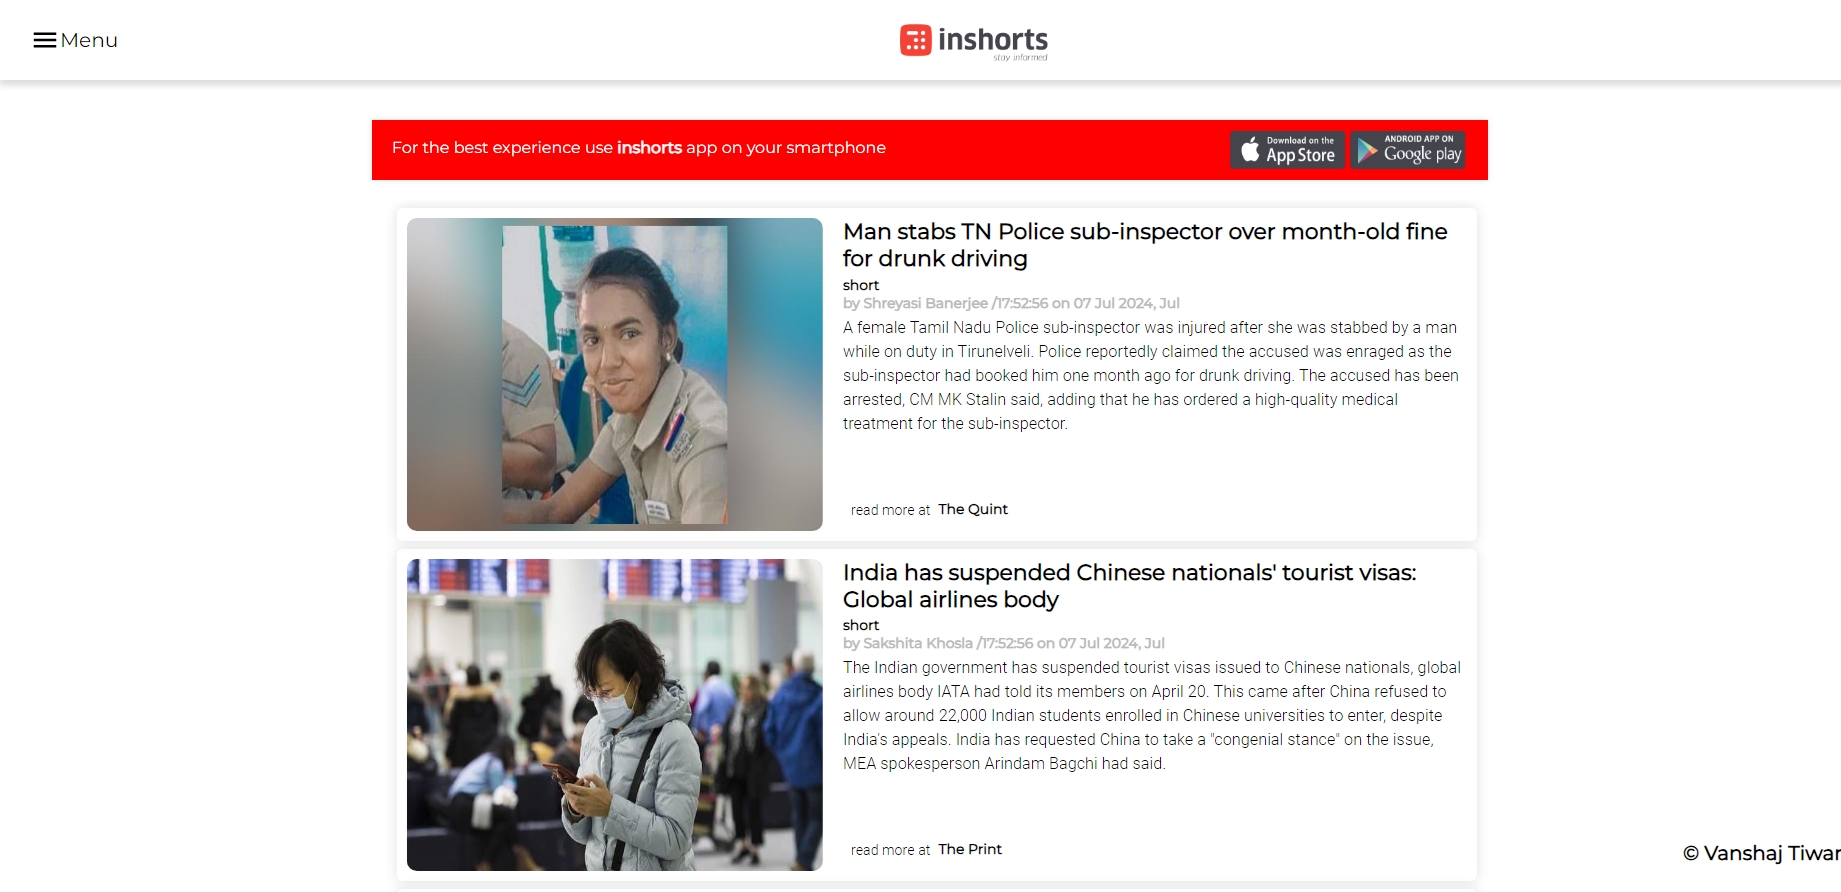 Menu
inshorts
stay informed
For the best experience use inshorts app on your smartphone
Download on the
App Store
ANDROID APP ON
Google play
Man stabs TN Police sub-inspector over month-old fine
for drunk driving
short
by Shreyasi Banerjee /17:52:56 on 07 Jul 2024, Jul
A female Tamil Nadu Police sub-inspector was injured after she was stabbed by a man
while on duty in Tirunelveli. Police reportedly claimed the accused was enraged as the
sub-inspector had booked him one month ago for drunk driving. The accused has been
arrested, CM MK Stalin said, adding that he has ordered a high-quality medical
treatment for the sub-inspector.
read more at The Quint
India has suspended Chinese nationals' tourist visas:
Global airlines body
short
by Sakshita Khosla /17:52:56 on 07 Jul 2024, Jul
The Indian government has suspended tourist visas issued to Chinese nationals, global
airlines body IATA had told its members on April 20. This came after China refused to
allow around 22,000 Indian students enrolled in Chinese universities to enter, despite
India's appeals. India has requested China to take a "congenial stance" on the issue,
MEA spokesperson Arindam Bagchi had said.
read more at The Print
© Vanshaj Tiwar